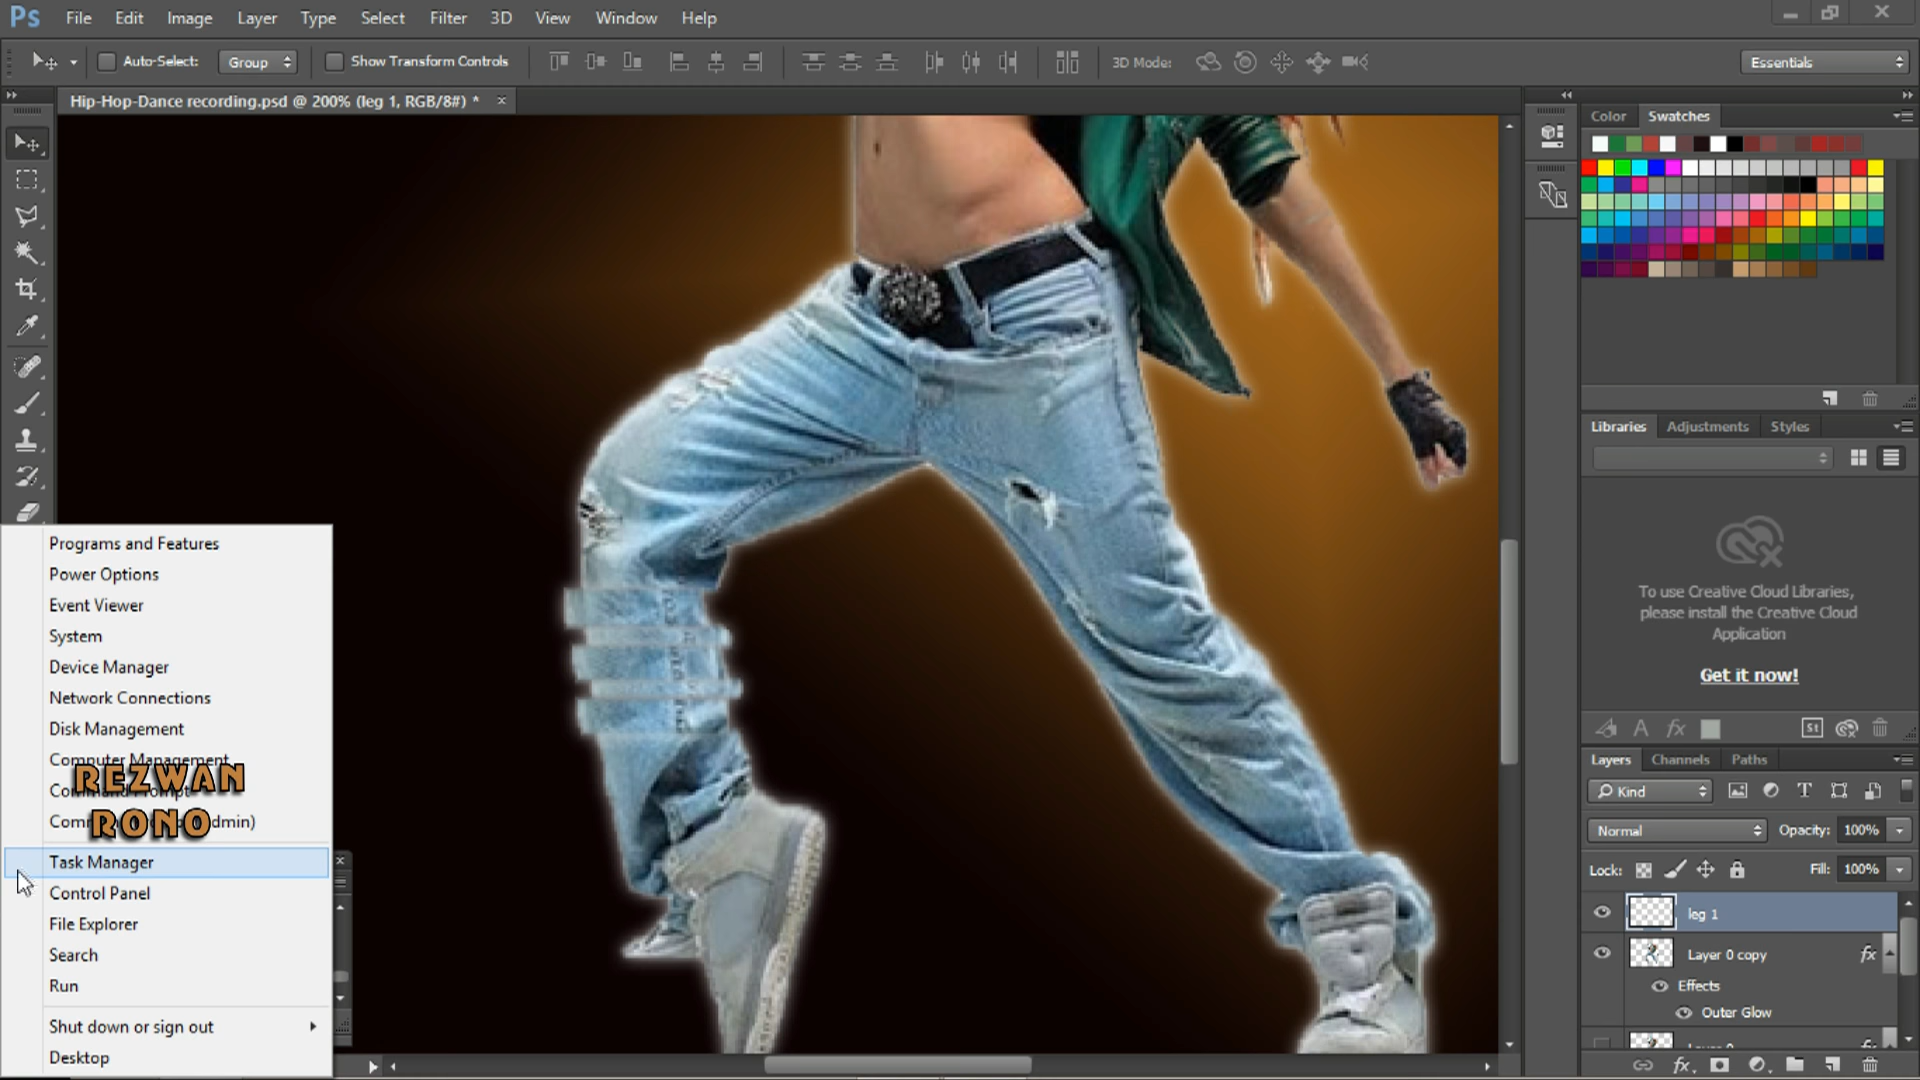 Ps File Edit Image Layer Type Select Filter 3D View Window Help
Auto-Select: Group Show Transform Controls 3D Mode: Essentials
Hip-Hop-Dance recording.psd @ 200% (leg 1, RGB/8#) *
Color Swatches
Libraries Adjustments Styles
To use Creative Cloud Libraries,
please install the Creative Cloud
Application
Get it now!
St
Layers Channels Paths
Kind
Normal Opacity: 100%
Lock: Fill: 100%
leg 1
Layer 0 copy fx
Effects
Outer Glow
Programs and Features
Power Options
Event Viewer
System
Device Manager
Network Connections
Disk Management
Computer Management
REZWAN
RONO
Task Manager
Control Panel
File Explorer
Search
Run
Shut down or sign out
Desktop